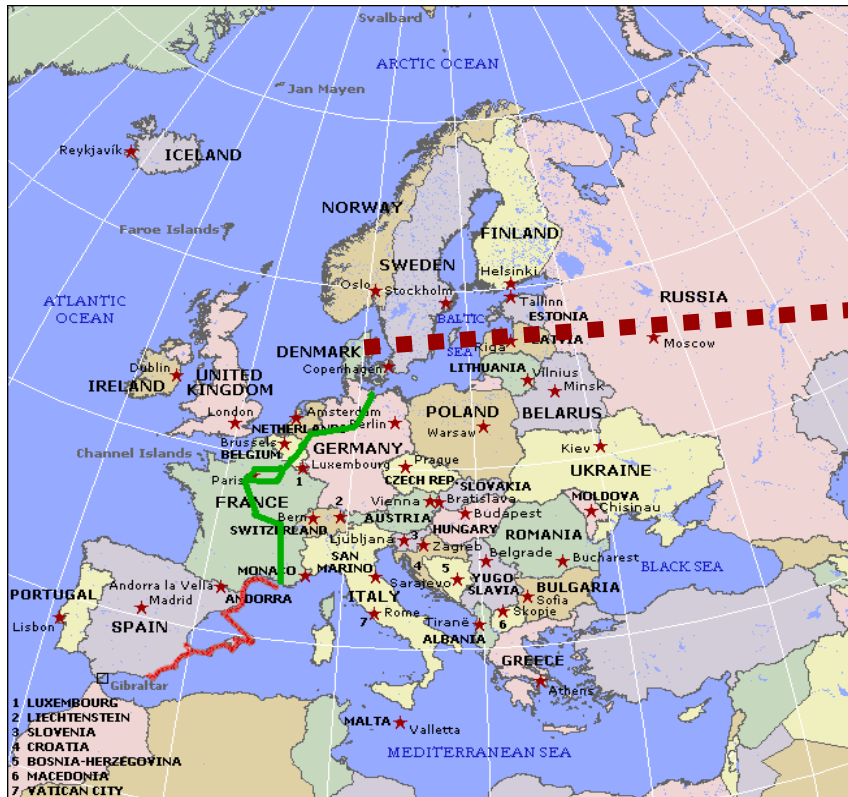 Svalbard
ARCTIC OCEAN
Jan Mayen
Reykjavík
ICELAND
NORWAY
Faroe Islands
FINLAND
SWEDEN
Helsinki
Oslo
Stockholm
RUSSIA
ATLANTIC
OCEAN
Tallinn
BALTIC
SEA
ESTONIA
Riga
LATVIA
Moscow
DENMARK
Copenhagen
LITHUANIA
Dublin
UNITED
KINGDOM
IRELAND
Vilnius
Minsk
London
Amsterdam
NETHERLANDS
Berlin
POLAND
BELARUS
Warsaw
Brussels
BELGIUM
GERMANY
Channel Islands
Kiev
Luxembourg
Prague
UKRAINE
Paris
1
CZECH REP.
SLOVAKIA
FRANCE
2
Vienna
Bratislava
MOLDOVA
Chisinau
Bern
AUSTRIA
Budapest
SWITZERLAND
HUNGARY
ROMANIA
Ljubljana
3
Zagreb
Belgrade
Bucharest
SAN
MARINO
4
5
BLACK SEA
MONACO
Andorra la Vella
ANDORRA
Sarajevo
YUGO
SLAVIA
BULGARIA
PORTUGAL
Madrid
ITALY
Sofia
Lisbon
SPAIN
7
Rome
Skopje
Tiranë
6
ALBANIA
GREECE
Gibraltar
Athens
MALTA
Valletta
MEDITERRANEAN SEA
1 LUXEMBOURG
2 LIECHTENSTEIN
3 SLOVENIA
4 CROATIA
5 BOSNIA-HERZEGOVINA
6 MACEDONIA
7 VATICAN CITY